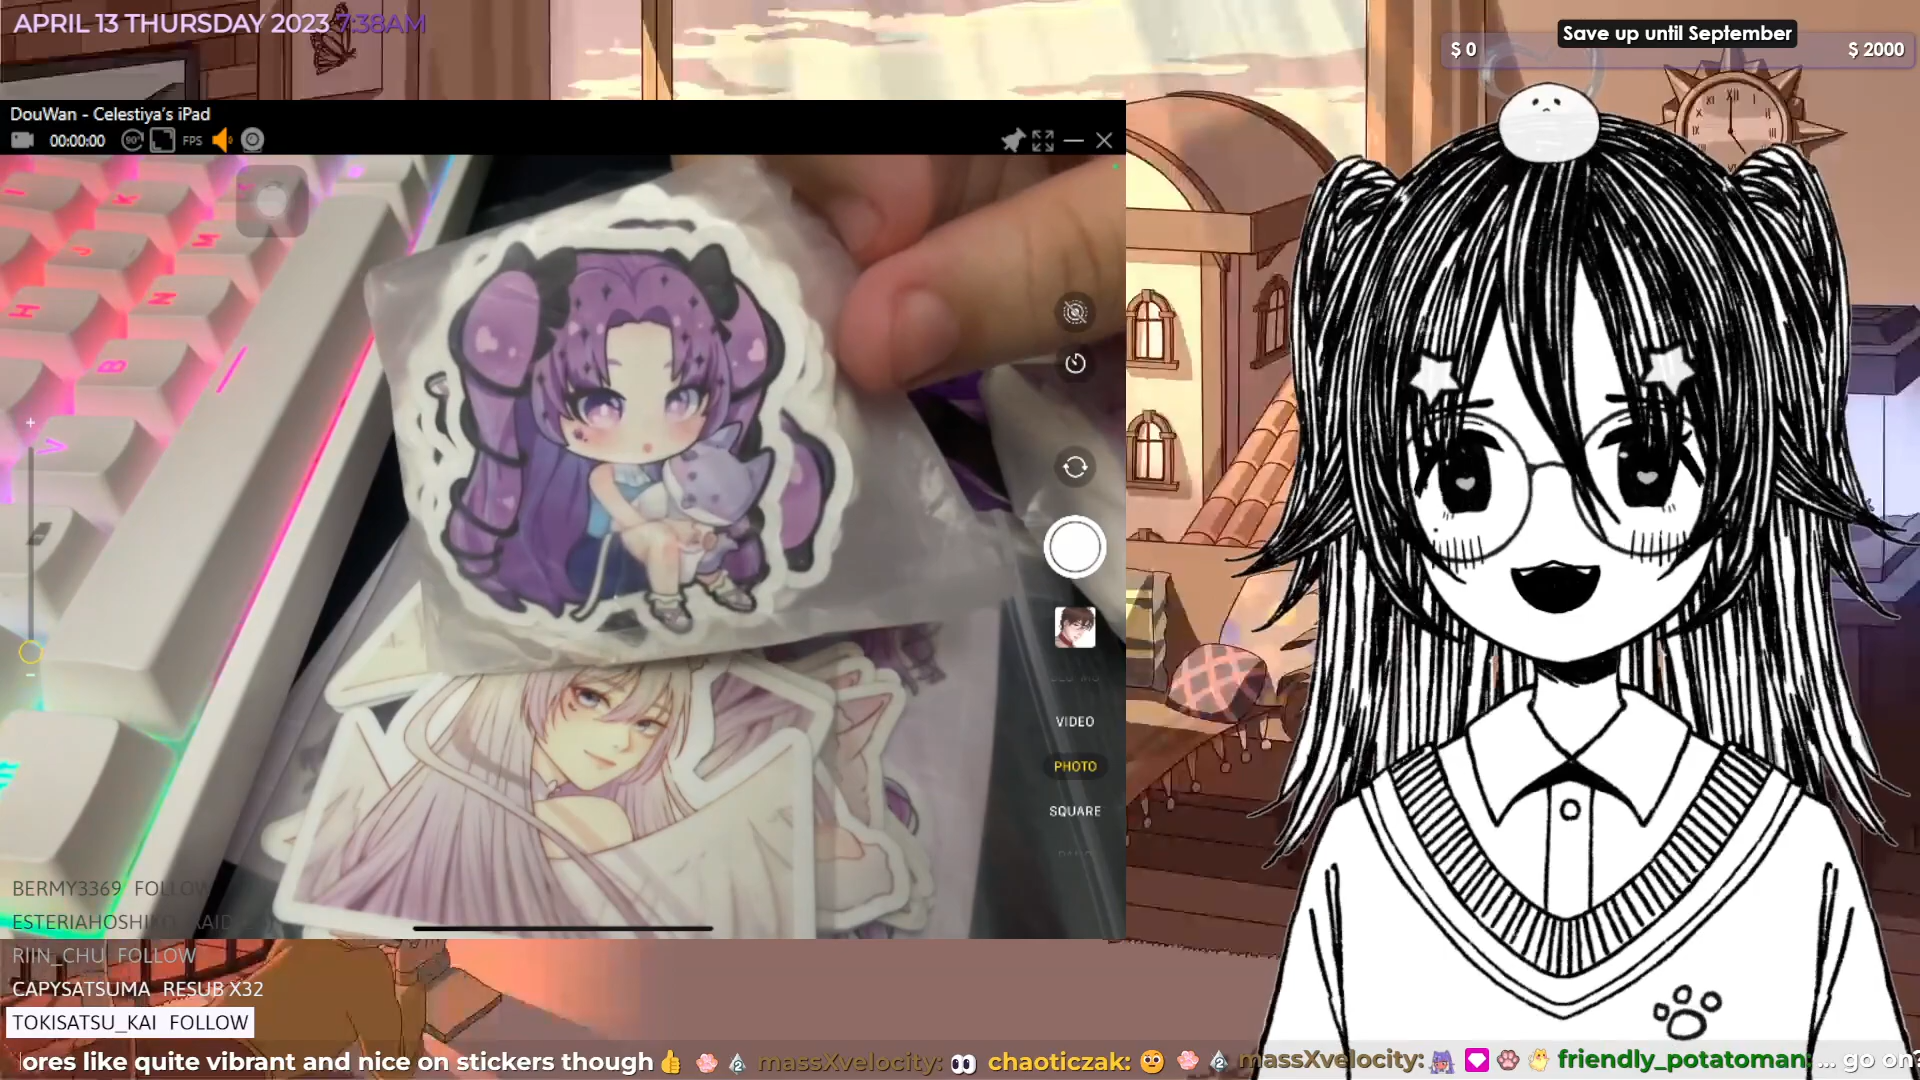 APRIL 13 THURSDAY 2023 7:38AM
Save up until September
$ 0
$ 2000
DouWan - Celestiya's iPad
00:00:00
90°
FPS
VIDEO
PHOTO
SQUARE
BERMY3369 FOLLOW
RIIN_CHU FOLLOW
CAPYSATSUMA RESUB X32
TOKISATSU_KAI FOLLOW
ores like quite vibrant and nice on stickers though👍 massXvelocity: 👀 chaoticzak: 🥺 massXvelocity: friendly_potatoman: ... go on?